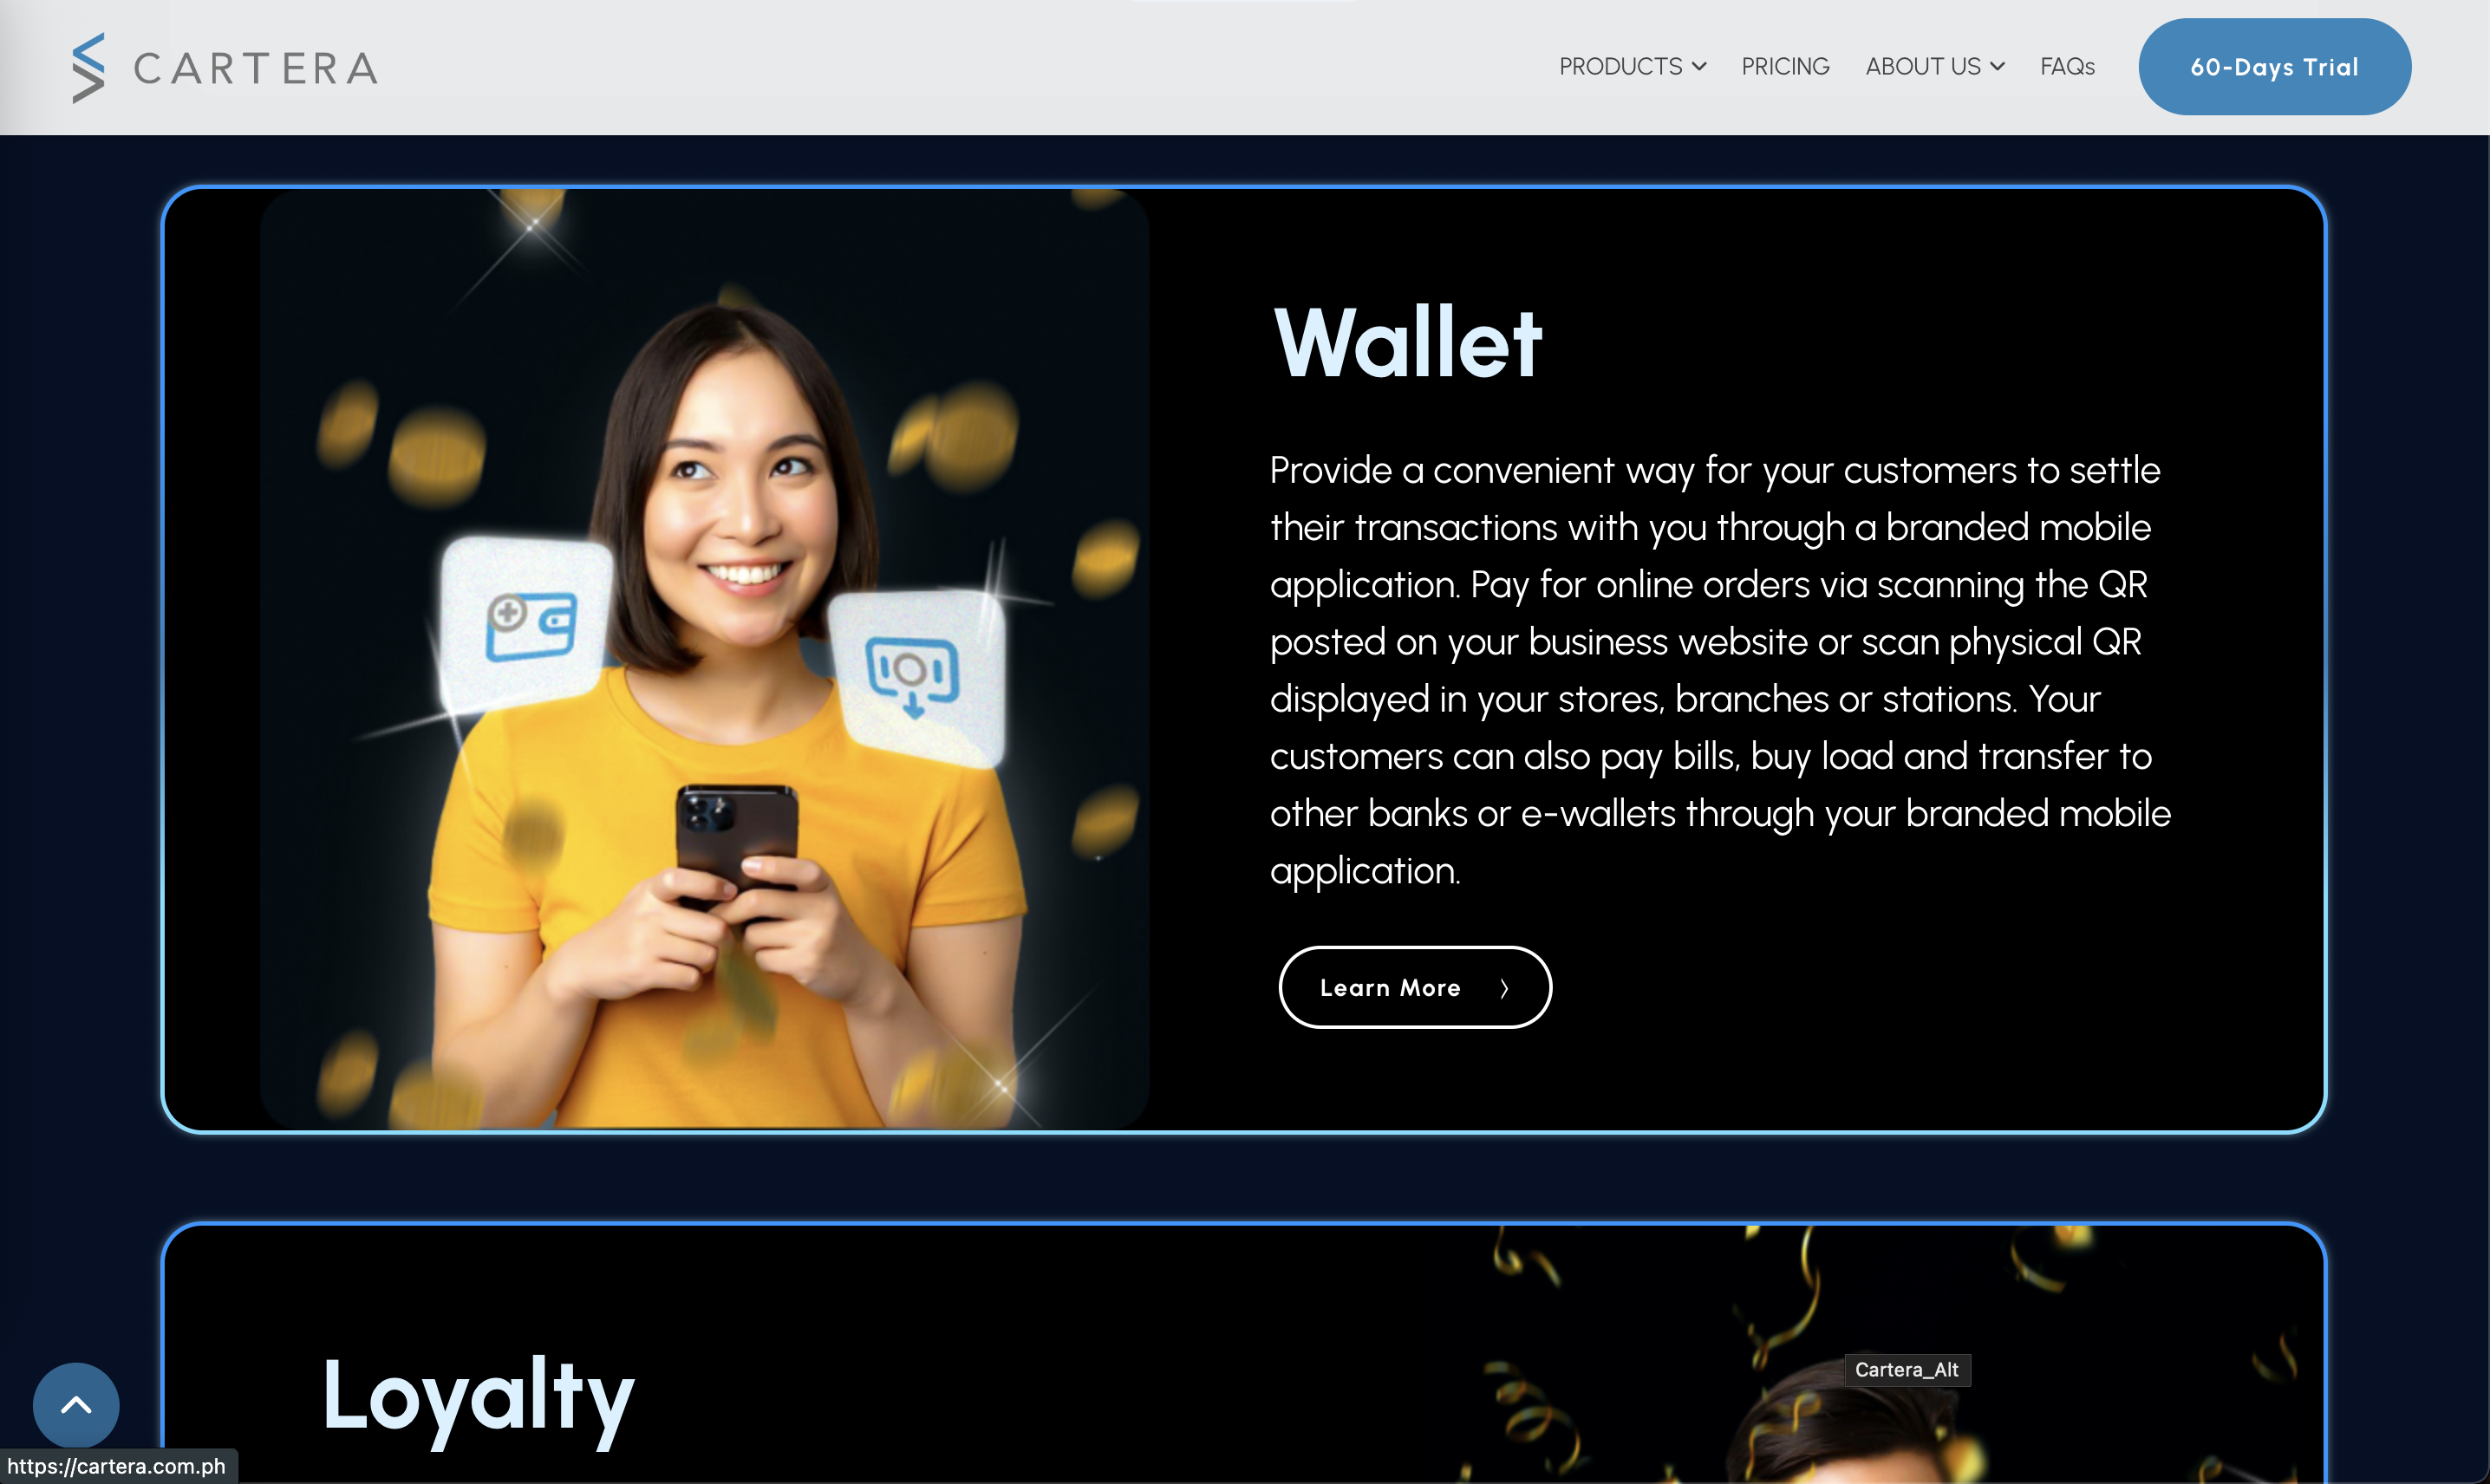 CARTERA
PRODUCTS
PRICING
ABOUT US
FAQs
60-Days Trial
Wallet
Provide a convenient way for your customers to settle
their transactions with you through a branded mobile
application. Pay for online orders via scanning the QR
posted on your business website or scan physical QR
displayed in your stores, branches or stations. Your
customers can also pay bills, buy load and transfer to
other banks or e-wallets through your branded mobile
application.
Learn More
Loyalty
Cartera_Alt
https://cartera.com.ph